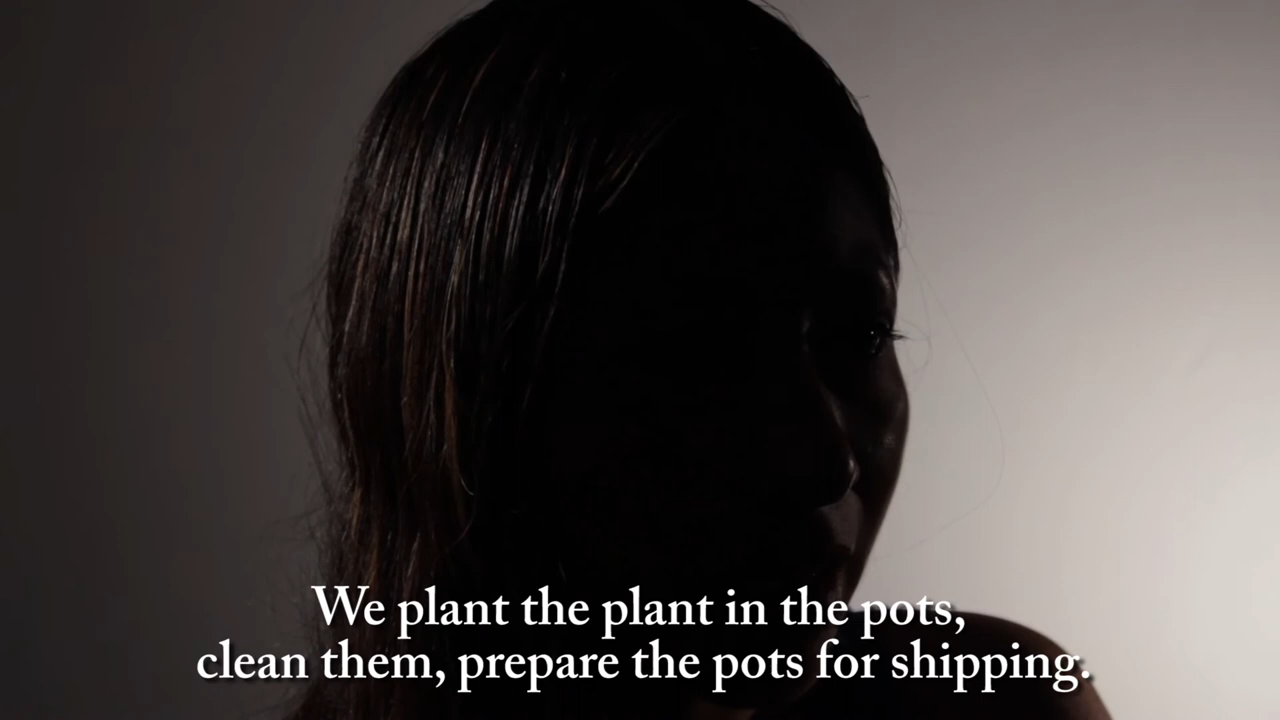 We plant the plant in the pots,
clean them, prepare the pots for shipping.